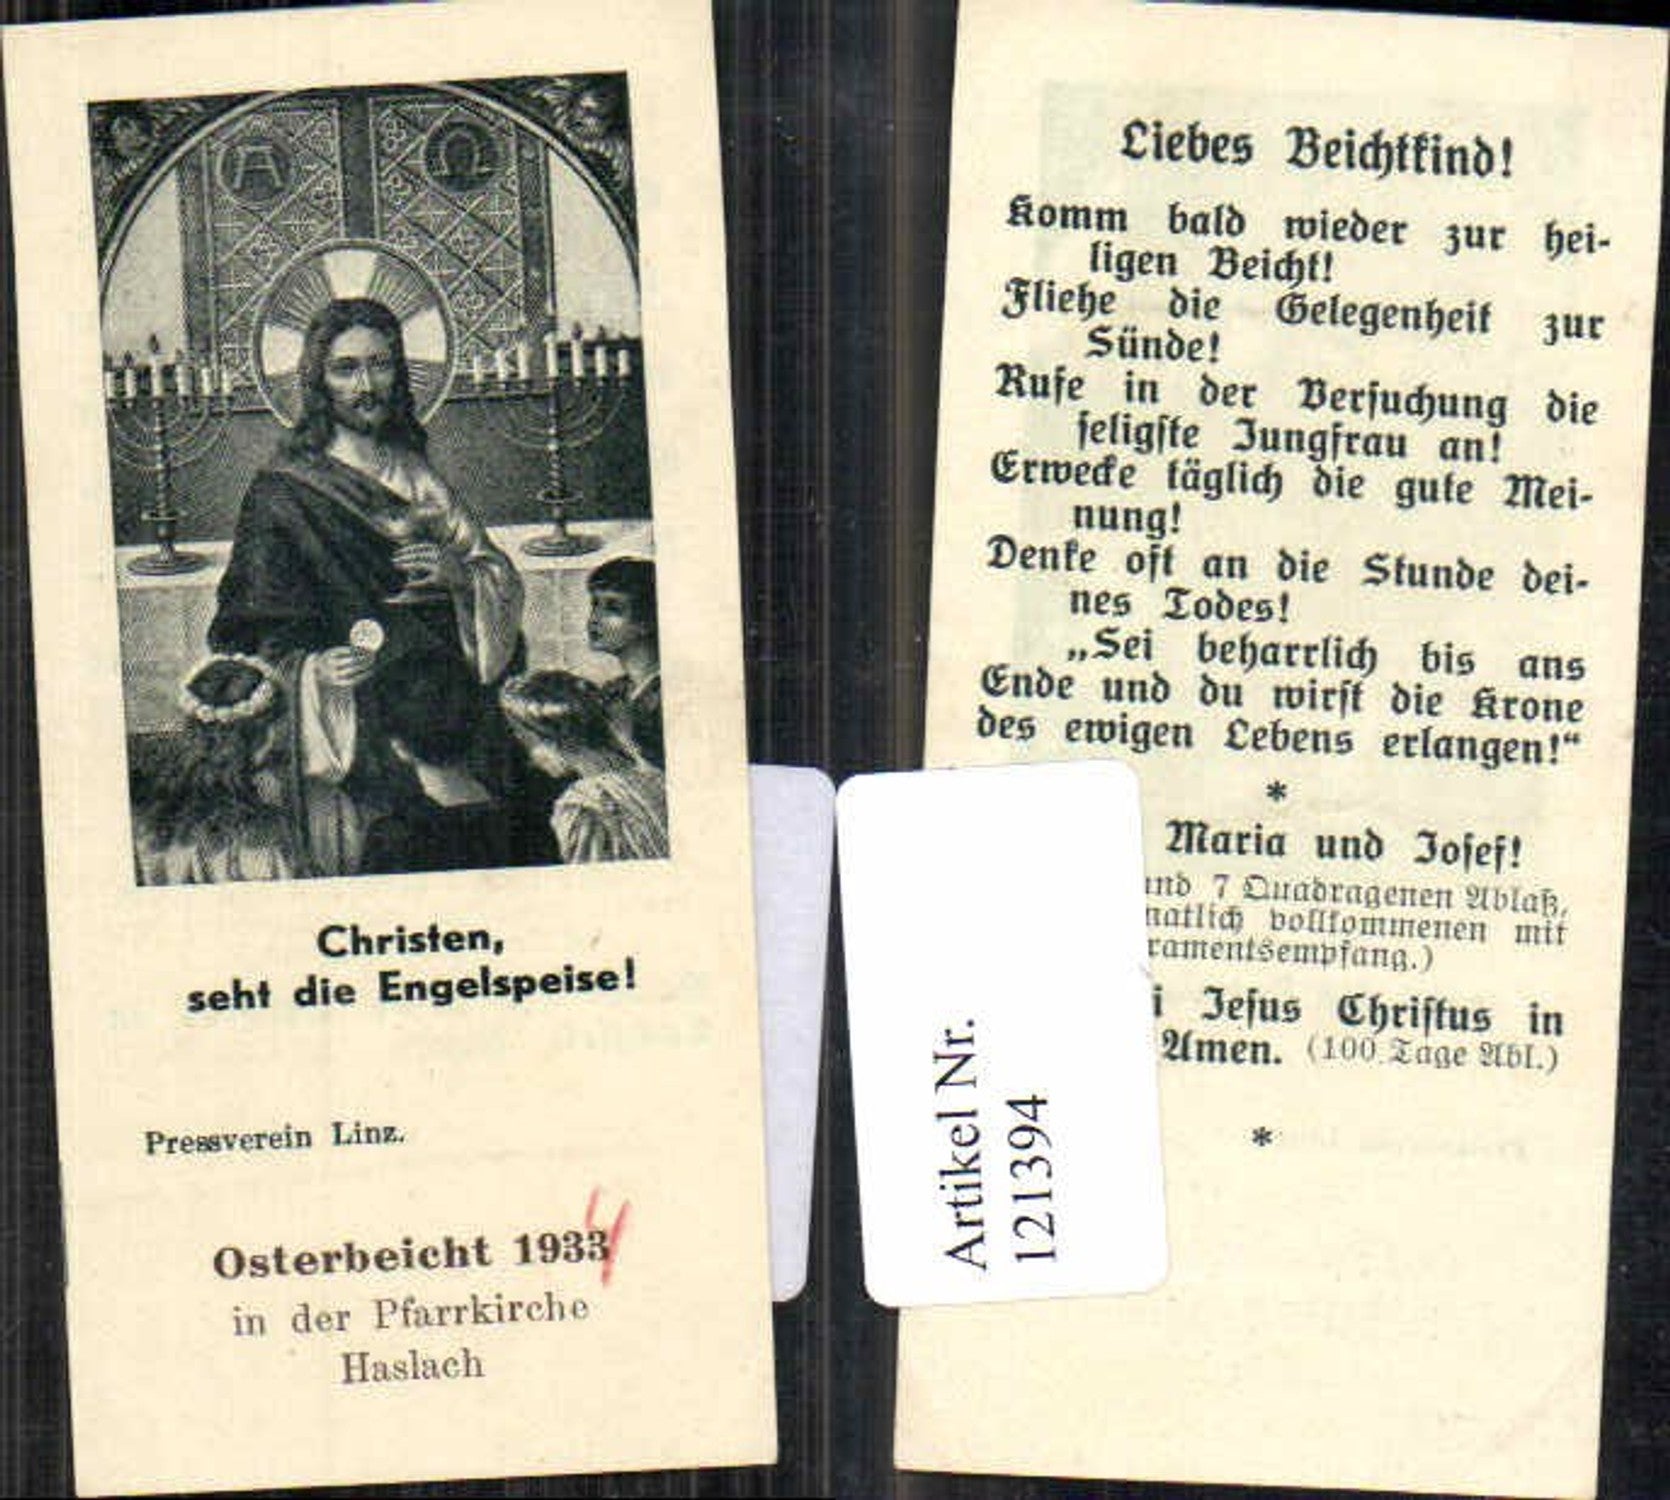 Α Ω
Christen,
seht die Engelspeise!
Pressverein Linz.
Osterbeicht 1933
4
in der Pfarrkirche
Haslach
Liebes Beichtkind!
Komm bald wieder zur hei-
ligen Beicht!
Fliehe die Gelegenheit zur
Sünde!
Rufe in der Versuchung die
seligste Jungfrau an!
Erwecke täglich die gute Mei-
nung!
Denke oft an die Stunde dei-
nes Todes!
„Sei beharrlich bis ans
Ende und du wirst die Krone
des ewigen Lebens erlangen!“
*
Maria und Josef!
und 7 Quadragenen Ablaß,
natlich vollkommenen mit
ramentsempfang.)
i Jesus Christus in
Amen. (100 Tage Abl.)
*
Artikel Nr.
121394